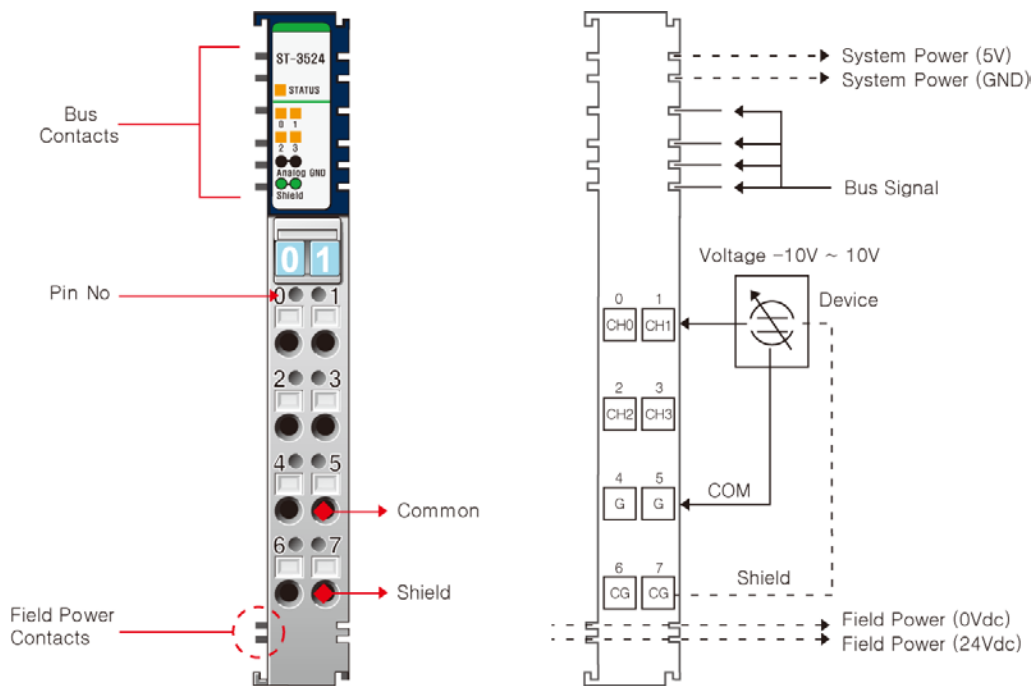 ST-3524
STATUS
0 1
2 3
Analog GND
Shield
Bus
Contacts
01
Pin No
0 1
2 3
4 5
Common
6 7
Shield
Field Power
Contacts
System Power (5V)
System Power (GND)
Bus Signal
Voltage -10V ~ 10V
Device
0 1
CH0 CH1
2 3
CH2 CH3
4 5
G G
COM
6 7
CG CG
Shield
Field Power (0Vdc)
Field Power (24Vdc)